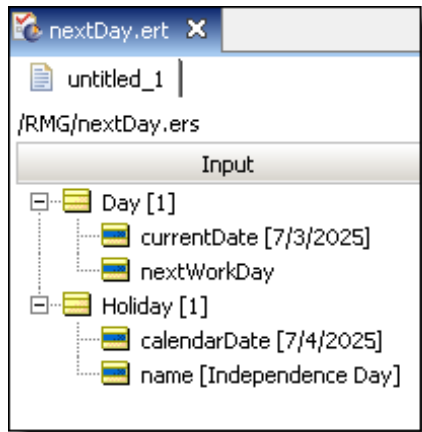 nextDay.ert
untitled_1
/RMG/nextDay.ers
Input
Day [1]
currentDate [7/3/2025]
nextWorkDay
Holiday [1]
calendarDate [7/4/2025]
name [Independence Day]